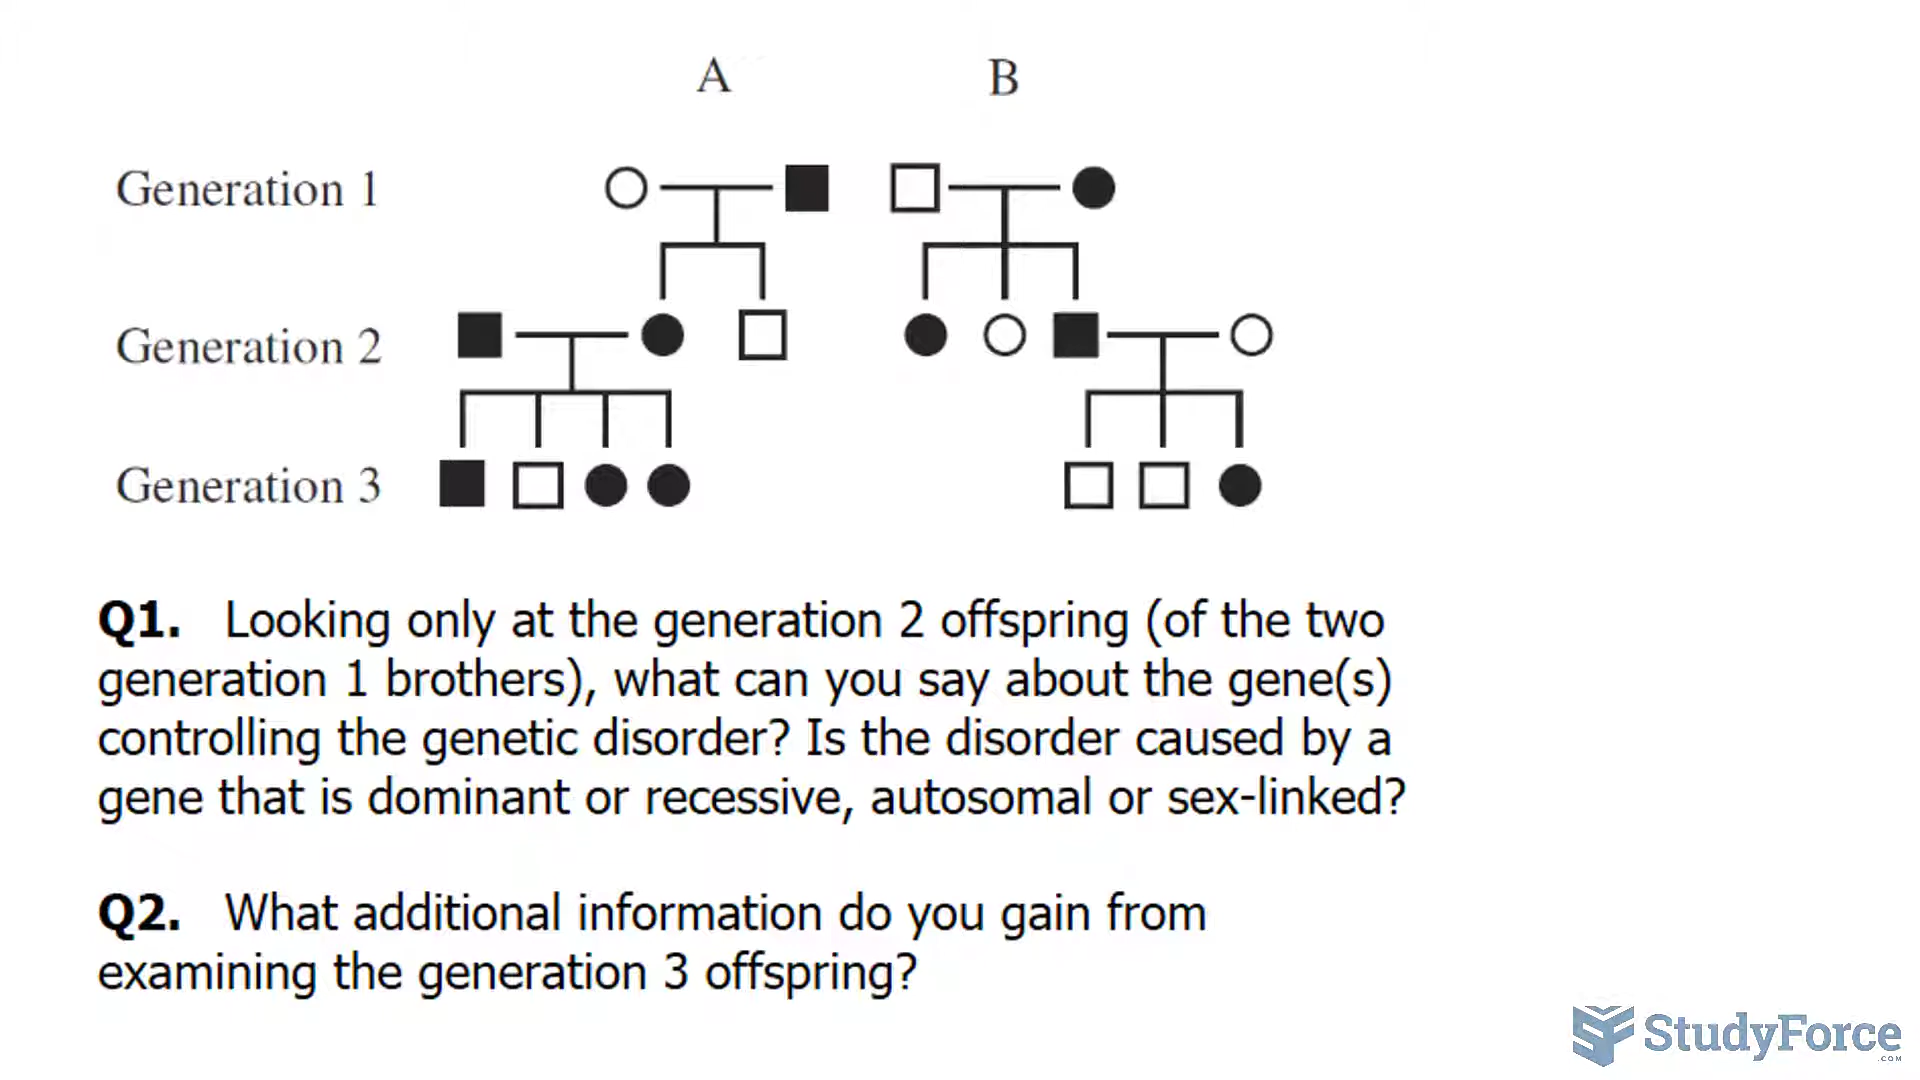 A B
Generation 1
Generation 2
Generation 3
Q1. Looking only at the generation 2 offspring (of the two
generation 1 brothers), what can you say about the gene(s)
controlling the genetic disorder? Is the disorder caused by a
gene that is dominant or recessive, autosomal or sex-linked?
Q2. What additional information do you gain from
examining the generation 3 offspring?
StudyForce
.COM